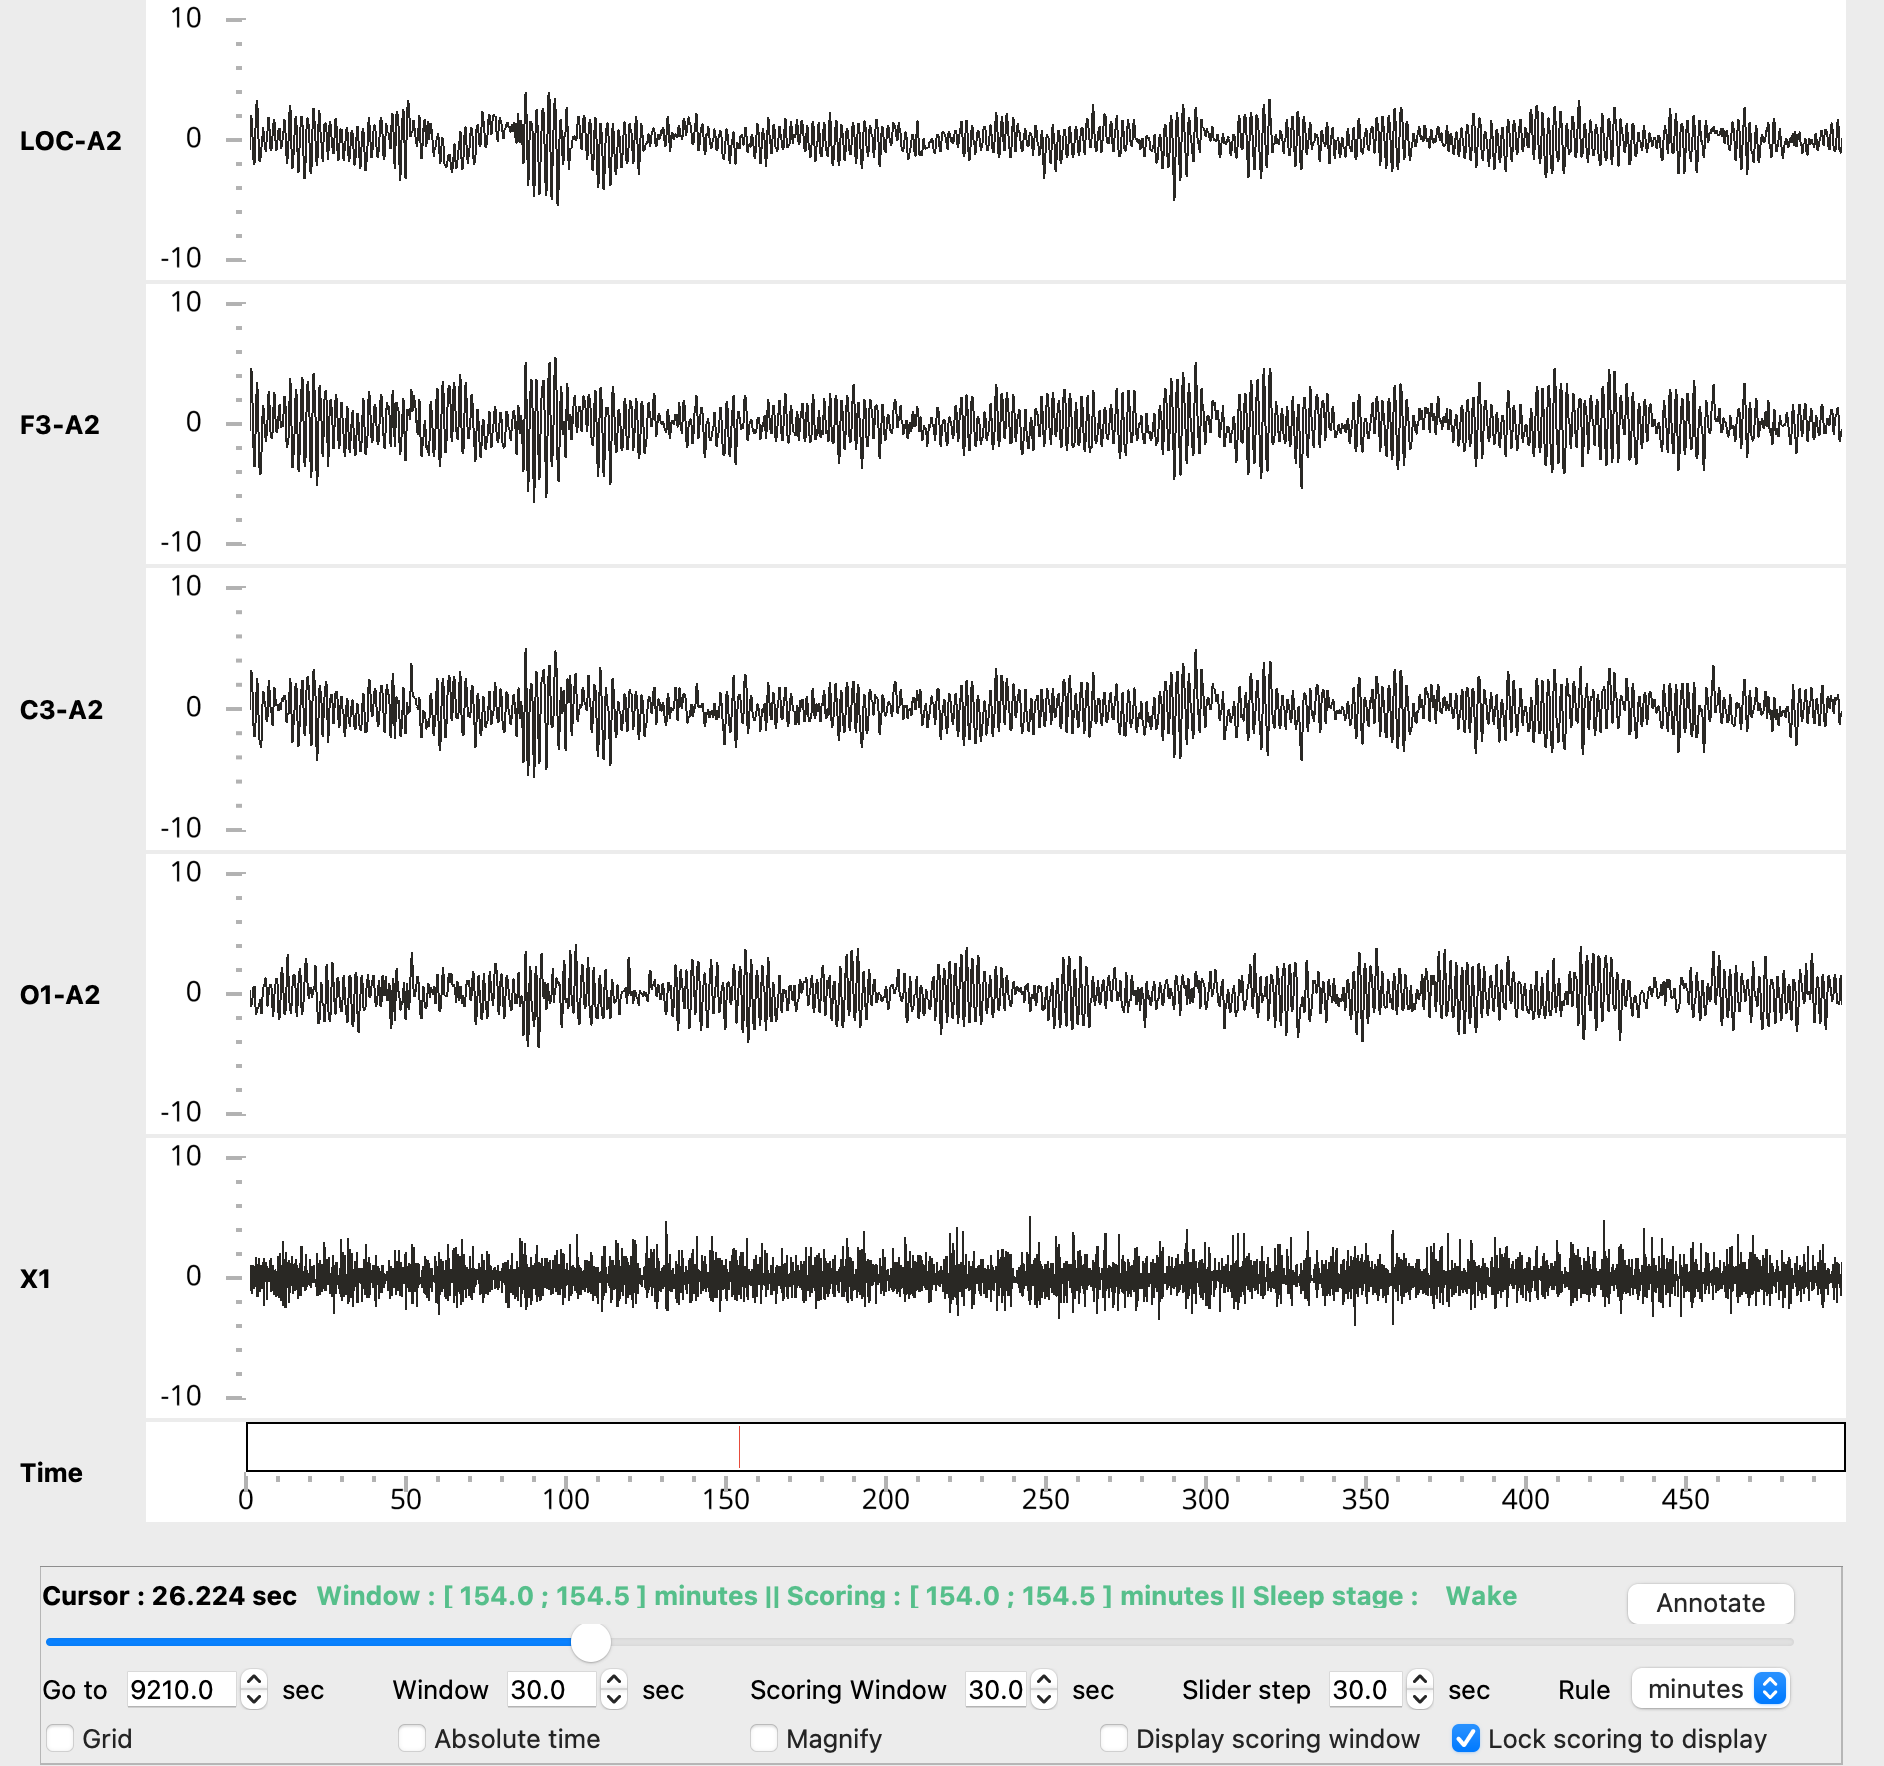 10
LOC-A2
0
-10
10
F3-A2
0
-10
10
C3-A2
0
-10
10
O1-A2
0
-10
10
X1
0
-10
Time
0 50 100 150 200 250 300 350 400 450
Cursor : 26.224 sec Window : [ 154.0 ; 154.5 ] minutes || Scoring : [ 154.0 ; 154.5 ] minutes || Sleep stage : Wake Annotate
Go to 9210.0 sec Window 30.0 sec Scoring Window 30.0 sec Slider step 30.0 sec Rule minutes
Grid Absolute time Magnify Display scoring window Lock scoring to display